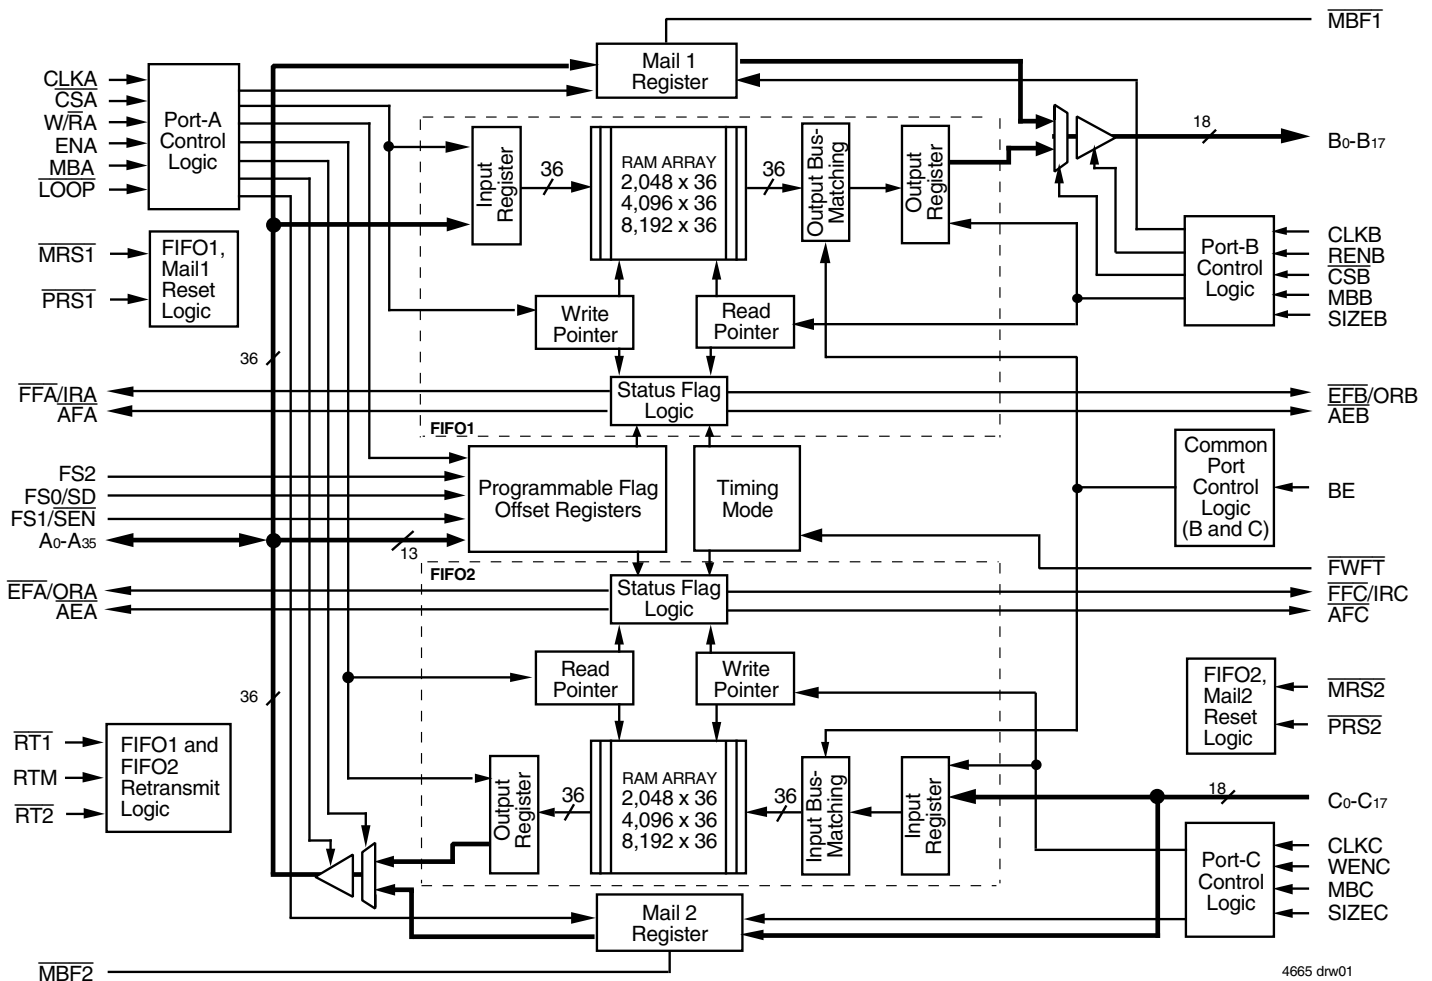 MBF1
Mail 1
Register
CLKA
CSA
W/RA
ENA
MBA
LOOP
Port-A
Control
Logic
18
B0-B17
Input
Register
36
RAM ARRAY
2,048 x 36
4,096 x 36
8,192 x 36
36
Output Bus-
Matching
Output
Register
MRS1
PRS1
FIFO1,
Mail1
Reset
Logic
Port-B
Control
Logic
CLKB
RENB
CSB
MBB
SIZEB
Write
Pointer
Read
Pointer
36
FFA/IRA
AFA
Status Flag
Logic
EFB/ORB
AEB
FIFO1
FS2
FS0/SD
FS1/SEN
A0-A35
13
Programmable Flag
Offset Registers
Timing
Mode
Common
Port
Control
Logic
(B and C)
BE
FIFO2
FWFT
EFA/ORA
AEA
Status Flag
Logic
FFC/IRC
AFC
Read
Pointer
Write
Pointer
36
FIFO2,
Mail2
Reset
Logic
MRS2
PRS2
RT1
RTM
RT2
FIFO1 and
FIFO2
Retransmit
Logic
Output
Register
36
RAM ARRAY
2,048 x 36
4,096 x 36
8,192 x 36
36
Input Bus-
Matching
Input
Register
18
C0-C17
Port-C
Control
Logic
CLKC
WENC
MBC
SIZEC
Mail 2
Register
MBF2
4665 drw01